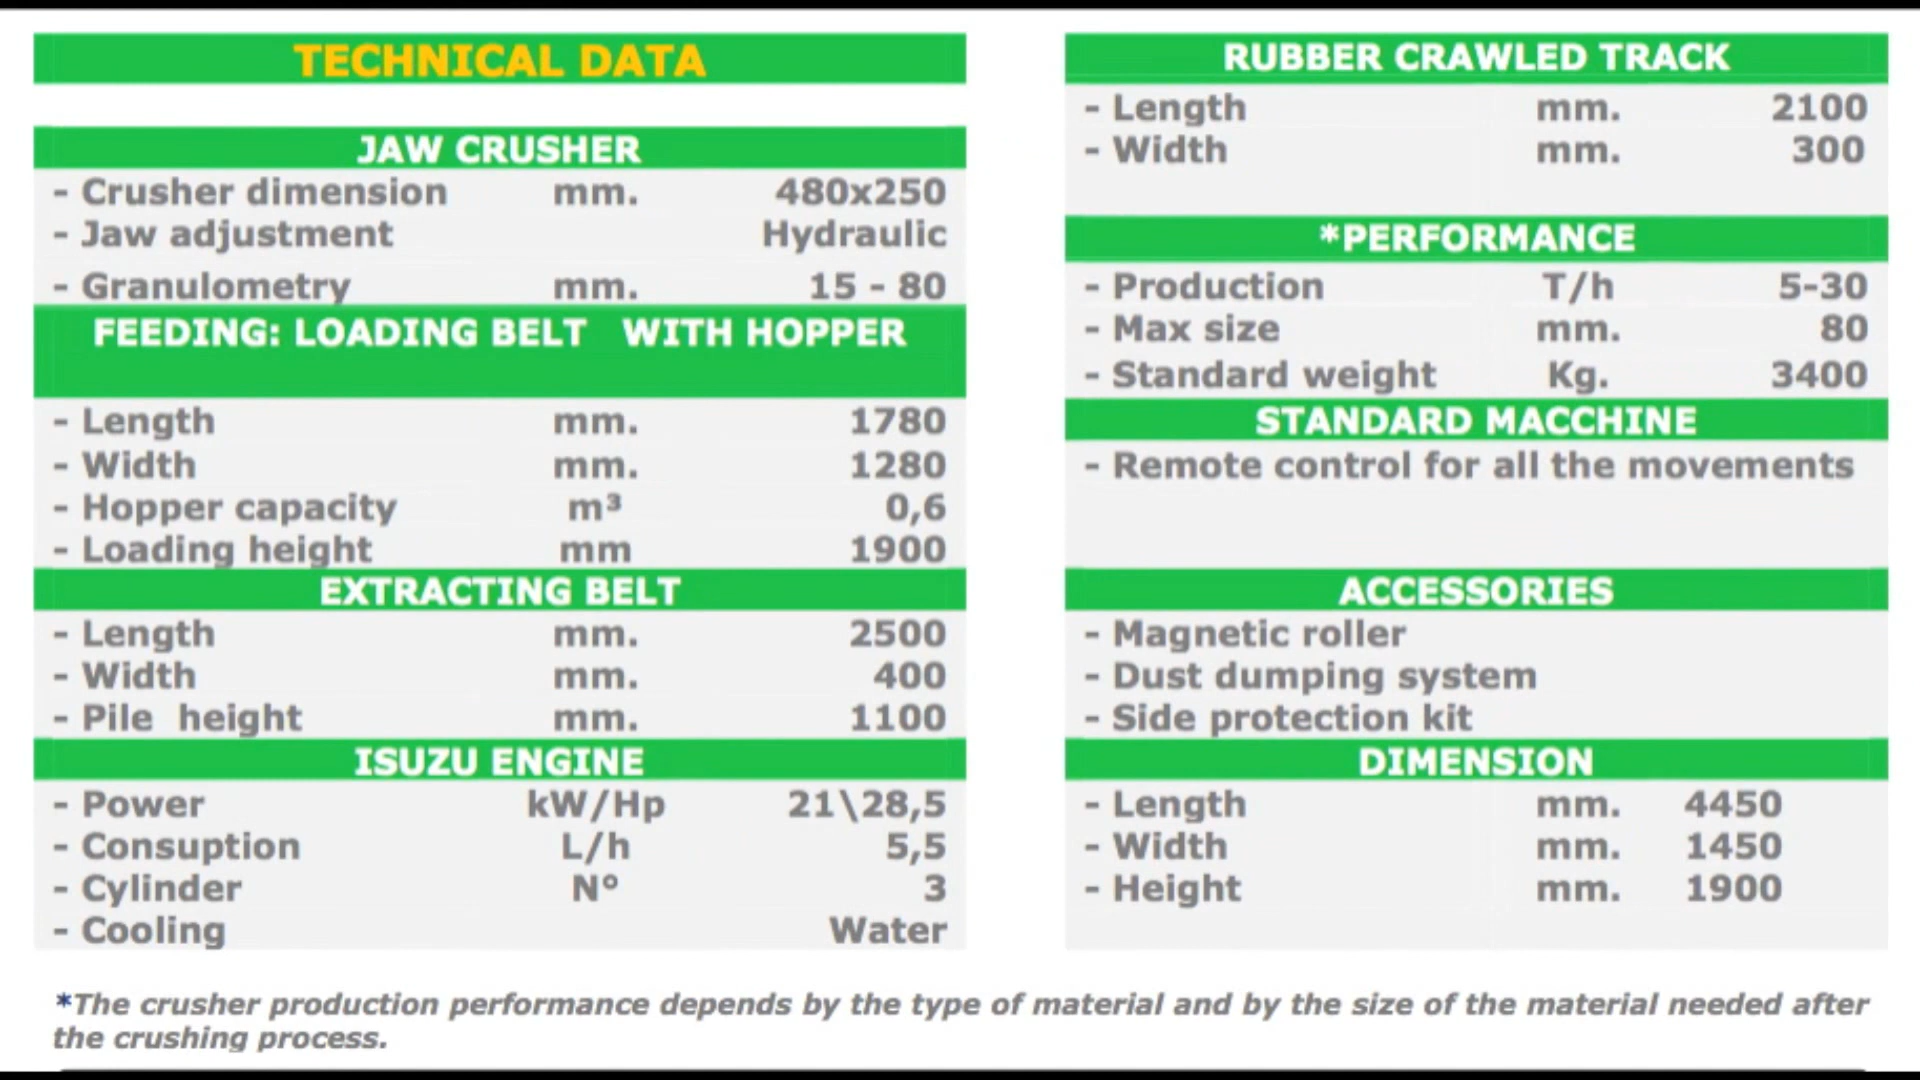 TECHNICAL DATA
JAW CRUSHER
- Crusher dimension mm. 480x250
- Jaw adjustment Hydraulic
- Granulometry mm. 15 - 80
FEEDING: LOADING BELT WITH HOPPER
- Length mm. 1780
- Width mm. 1280
- Hopper capacity m³ 0,6
- Loading height mm 1900
EXTRACTING BELT
- Length mm. 2500
- Width mm. 400
- Pile height mm. 1100
ISUZU ENGINE
- Power kW/Hp 21\28,5
- Consuption L/h 5,5
- Cylinder N° 3
- Cooling Water
RUBBER CRAWLED TRACK
- Length mm. 2100
- Width mm. 300
*PERFORMANCE
- Production T/h 5-30
- Max size mm. 80
- Standard weight Kg. 3400
STANDARD MACCHINE
- Remote control for all the movements
ACCESSORIES
- Magnetic roller
- Dust dumping system
- Side protection kit
DIMENSION
- Length mm. 4450
- Width mm. 1450
- Height mm. 1900
*The crusher production performance depends by the type of material and by the size of the material needed after
the crushing process.